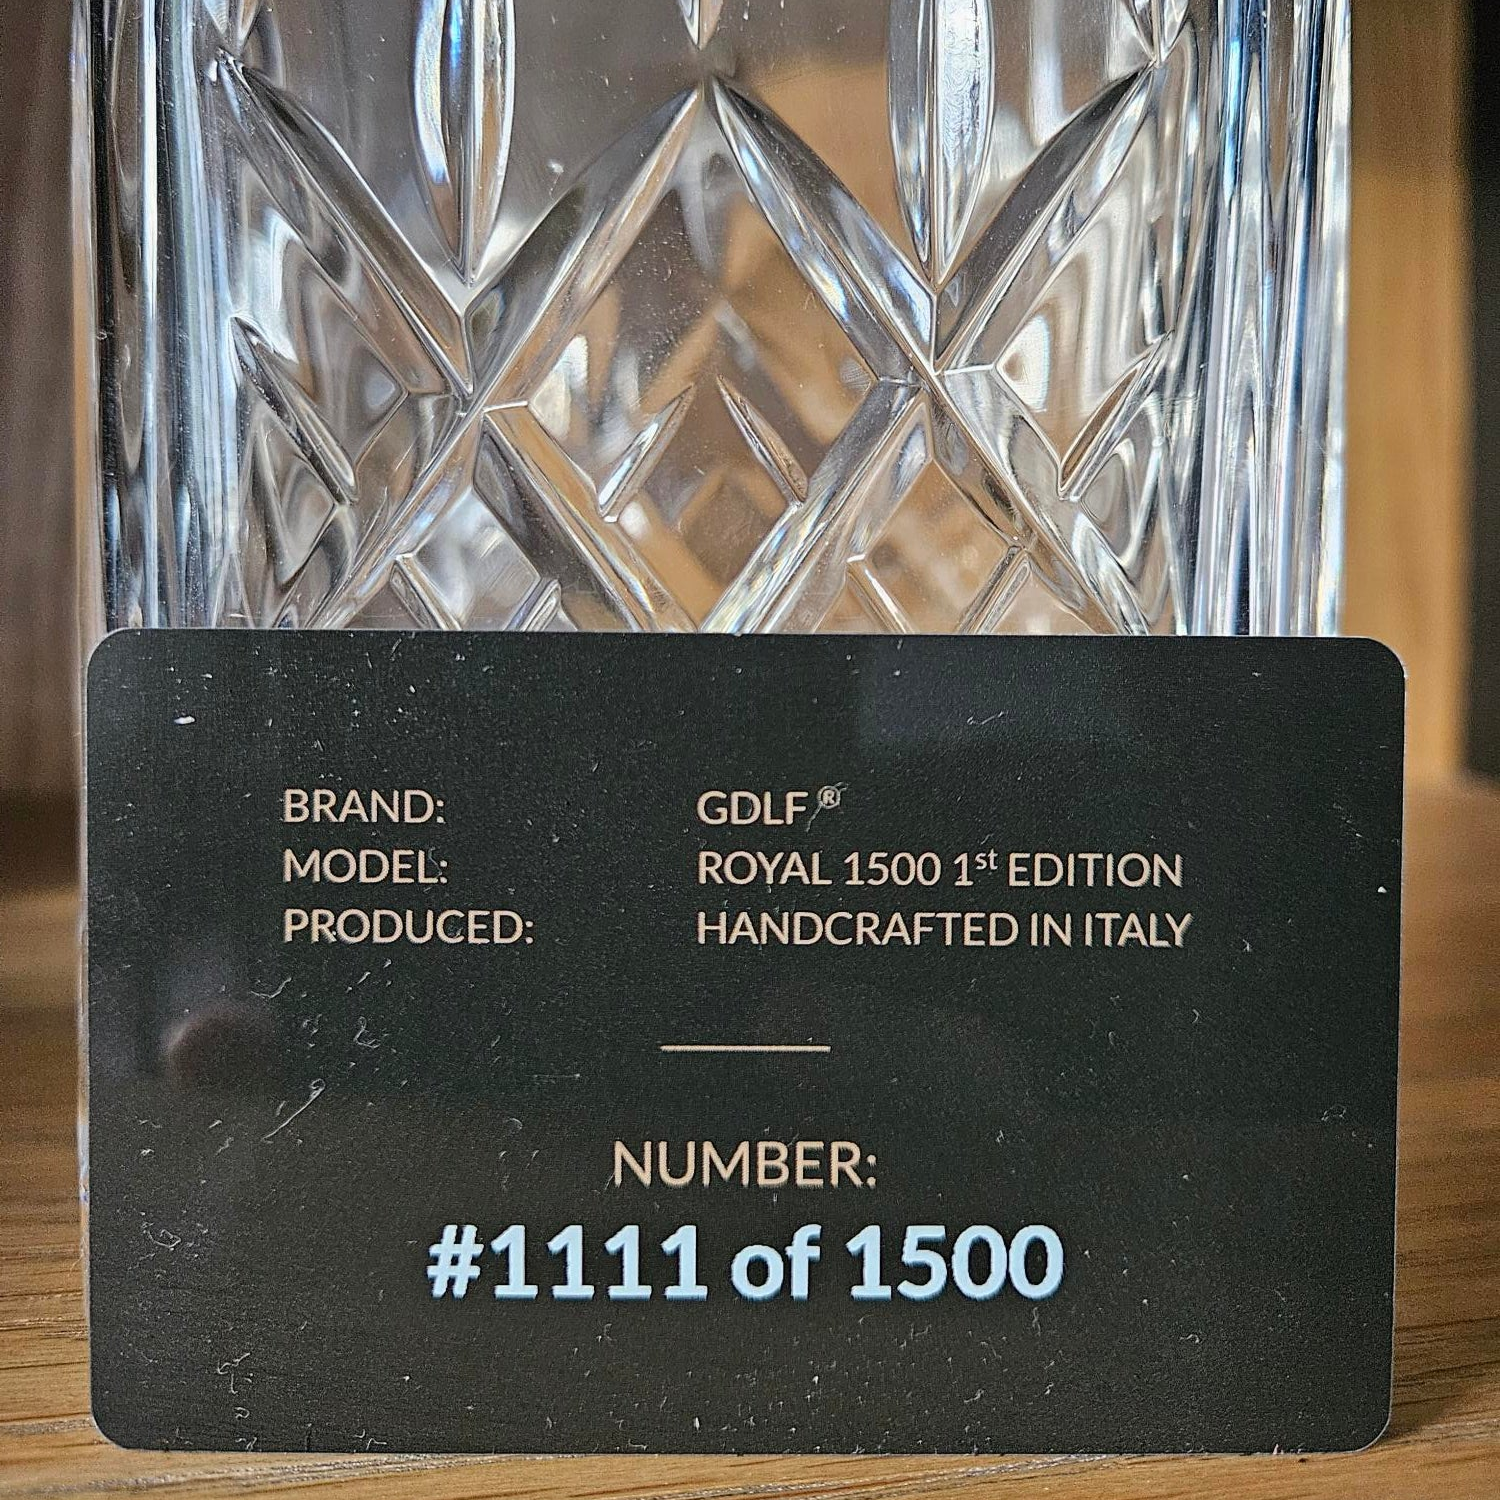 BRAND: GDLF®
MODEL: ROYAL 1500 1st EDITION
PRODUCED: HANDCRAFTED IN ITALY
NUMBER:
#1111 of 1500